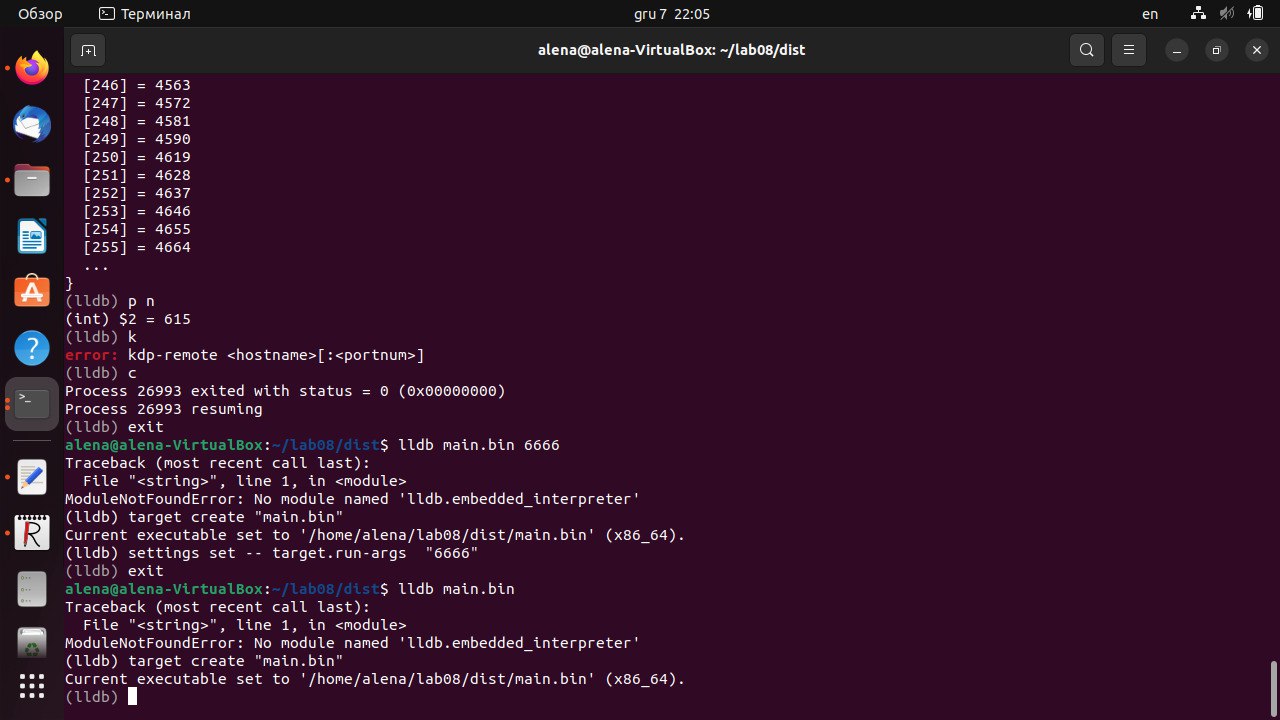 Обзор Терминал gru 7 22:05 en
alena@alena-VirtualBox: ~/lab08/dist
[246] = 4563
[247] = 4572
[248] = 4581
[249] = 4590
[250] = 4619
[251] = 4628
[252] = 4637
[253] = 4646
[254] = 4655
[255] = 4664
...
}
(lldb) p n
(int) $2 = 615
(lldb) k
error: kdp-remote <hostname>[:<portnum>]
(lldb) c
Process 26993 exited with status = 0 (0x00000000)
Process 26993 resuming
(lldb) exit
alena@alena-VirtualBox:~/lab08/dist$ lldb main.bin 6666
Traceback (most recent call last):
  File "<string>", line 1, in <module>
ModuleNotFoundError: No module named 'lldb.embedded_interpreter'
(lldb) target create "main.bin"
Current executable set to '/home/alena/lab08/dist/main.bin' (x86_64).
(lldb) settings set -- target.run-args  "6666"
(lldb) exit
alena@alena-VirtualBox:~/lab08/dist$ lldb main.bin
Traceback (most recent call last):
  File "<string>", line 1, in <module>
ModuleNotFoundError: No module named 'lldb.embedded_interpreter'
(lldb) target create "main.bin"
Current executable set to '/home/alena/lab08/dist/main.bin' (x86_64).
(lldb)